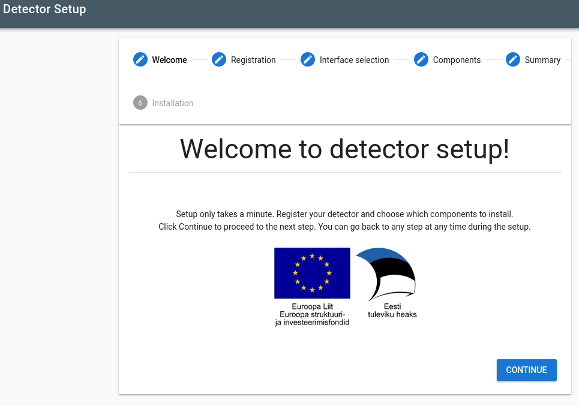 Detector Setup
Welcome
Registration
Interface selection
Components
Summary
6 Installation
Welcome to detector setup!
Setup only takes a minute. Register your detector and choose which components to install.
Click Continue to proceed to the next step. You can go back to any step at any time during the setup.
Euroopa Liit
Euroopa struktuuri-
ja investeerimisfondid
Eesti
tuleviku heaks
CONTINUE